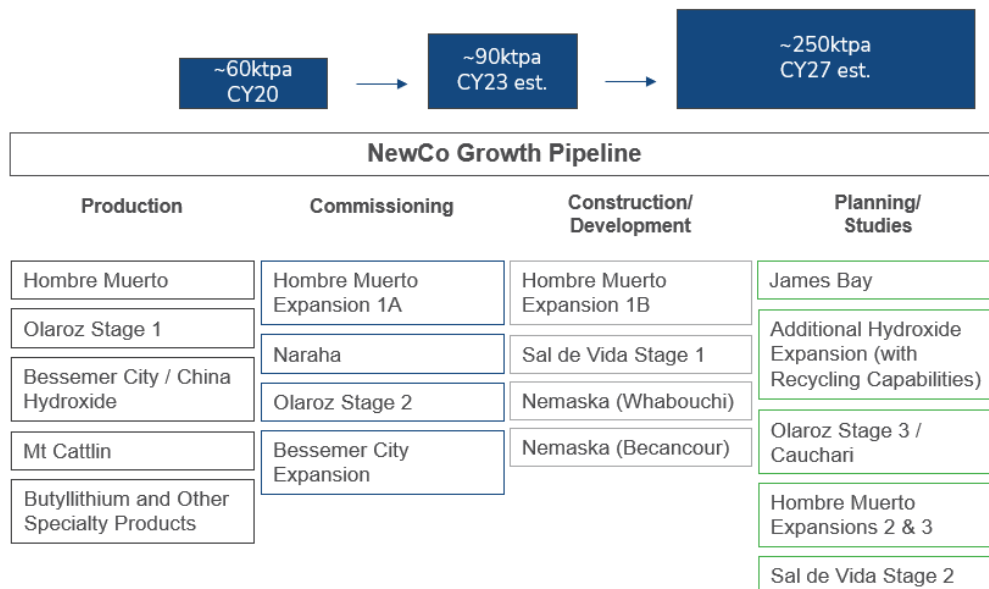 ~60ktpa
CY20
~90ktpa
CY23 est.
~250ktpa
CY27 est.
NewCo Growth Pipeline
Production
Commissioning
Construction/
Development
Planning/
Studies
Hombre Muerto
Olaroz Stage 1
Bessemer City / China
Hydroxide
Mt Cattlin
Butyllithium and Other
Specialty Products
Hombre Muerto
Expansion 1A
Naraha
Olaroz Stage 2
Bessemer City
Expansion
Hombre Muerto
Expansion 1B
Sal de Vida Stage 1
Nemaska (Whabouchi)
Nemaska (Becancour)
James Bay
Additional Hydroxide
Expansion (with
Recycling Capabilities)
Olaroz Stage 3 /
Cauchari
Hombre Muerto
Expansions 2 & 3
Sal de Vida Stage 2